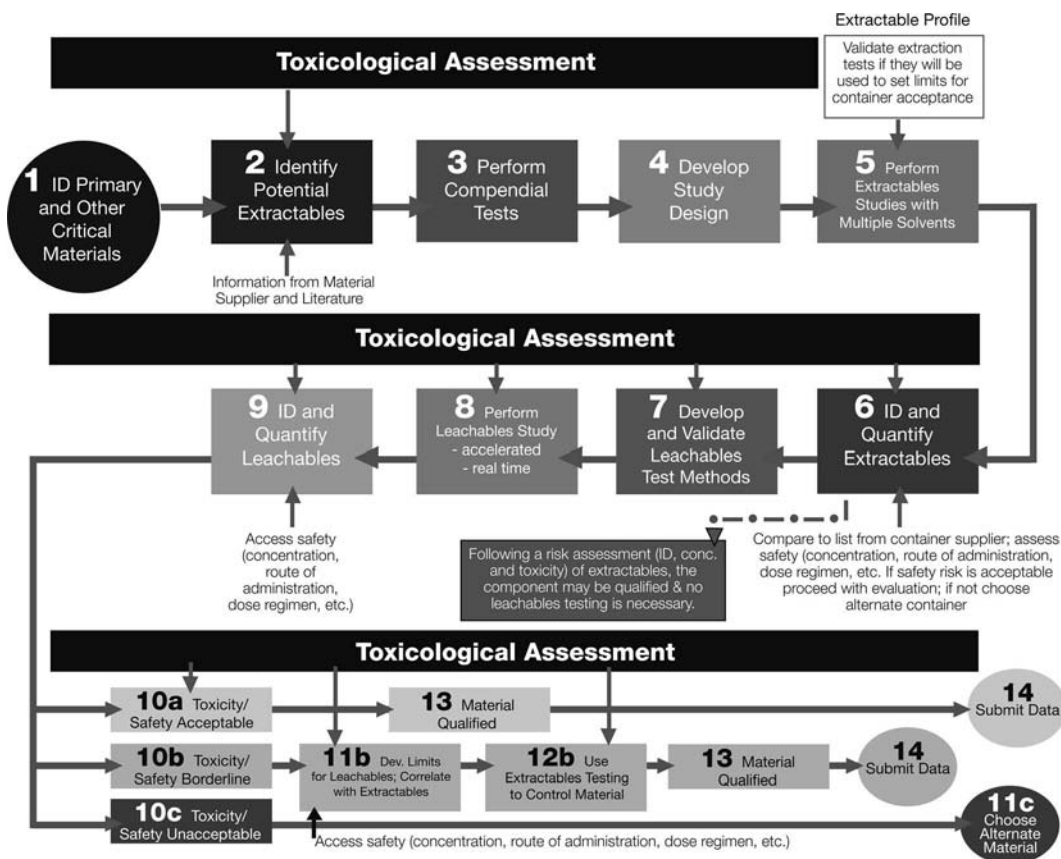 Extractable Profile
Validate extraction
tests if they will be
used to set limits for
container acceptance
Toxicological Assessment
1 ID Primary
and Other
Critical
Materials
2 Identify
Potential
Extractables
3 Perform
Compendial
Tests
4 Develop
Study
Design
5 Perform
Extractables
Studies with
Multiple Solvents
Information from Material
Supplier and Literature
Toxicological Assessment
9 ID and
Quantify
Leachables
8 Perform
Leachables Study
- accelerated
- real time
7 Develop
and Validate
Leachables
Test Methods
6 ID and
Quantify
Extractables
Access safety
(concentration,
route of
administration,
dose regimen, etc.)
Following a risk assessment (ID, conc.
and toxicity) of extractables, the
component may be qualified & no
leachables testing is necessary.
Compare to list from container supplier; assess
safety (concentration, route of administration,
dose regimen, etc. If safety risk is acceptable
proceed with evaluation; if not choose
alternate container
Toxicological Assessment
10a Toxicity/
Safety Acceptable
13 Material
Qualified
14
Submit Data
10b Toxicity/
Safety Borderline
11b Dev. Limits
for Leachables; Correlate
with Extractables
12b Use
Extractables Testing
to Control Material
13 Material
Qualified
14
Submit Data
10c Toxicity/
Safety Unacceptable
11c
Choose
Alternate
Material
Access safety (concentration, route of administration, dose regimen, etc.)